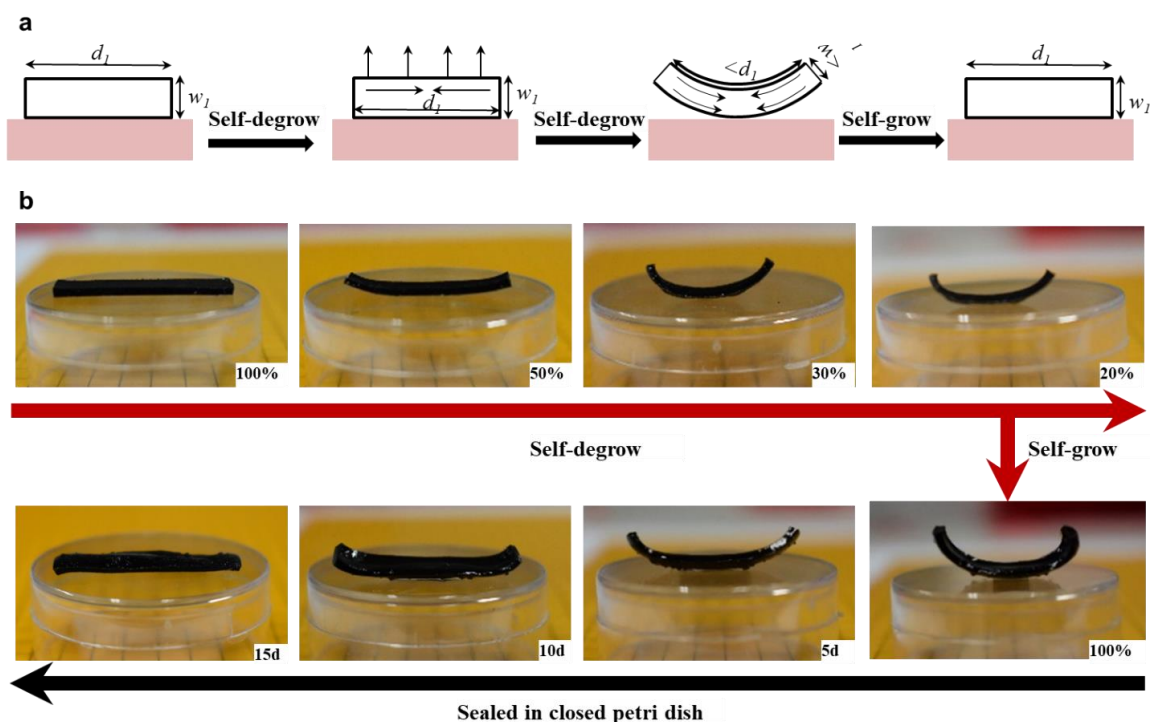 a
d1
w1
Self-degrow
d1
w1
Self-degrow
<d1
<w1
Self-grow
d1
w1
b
100%
50%
30%
20%
Self-degrow
Self-grow
15d
10d
5d
100%
Sealed in closed petri dish